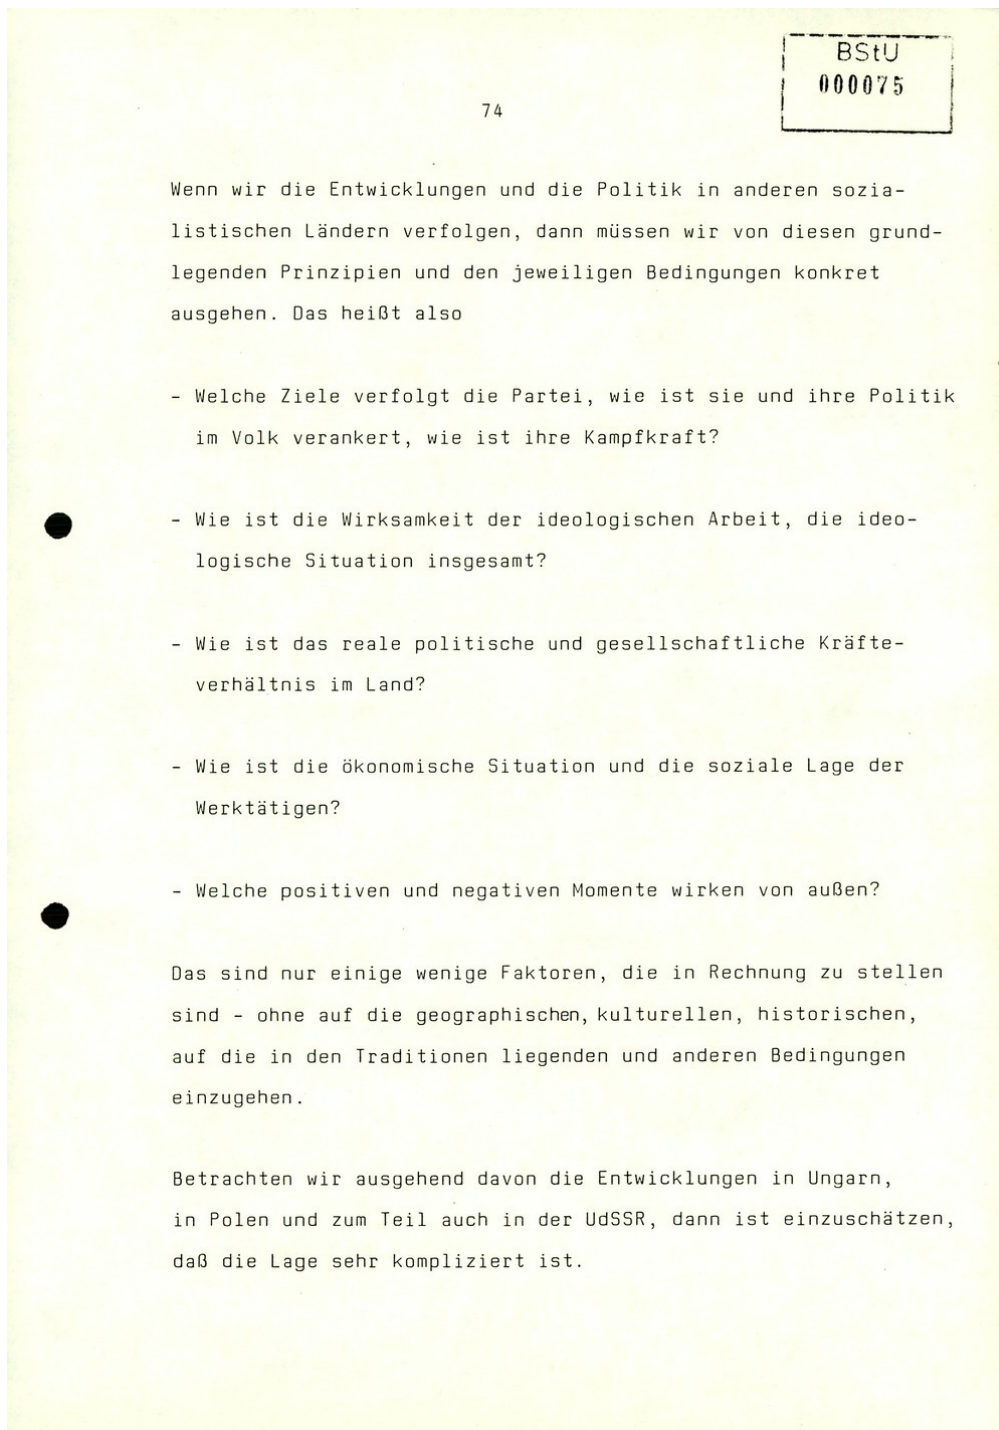 BStU
000075
74
Wenn wir die Entwicklungen und die Politik in anderen sozia-
listischen Ländern verfolgen, dann müssen wir von diesen grund-
legenden Prinzipien und den jeweiligen Bedingungen konkret
ausgehen. Das heißt also
- Welche Ziele verfolgt die Partei, wie ist sie und ihre Politik
im Volk verankert, wie ist ihre Kampfkraft?
- Wie ist die Wirksamkeit der ideologischen Arbeit, die ideo-
logische Situation insgesamt?
- Wie ist das reale politische und gesellschaftliche Kräfte-
verhältnis im Land?
- Wie ist die ökonomische Situation und die soziale Lage der
Werktätigen?
- Welche positiven und negativen Momente wirken von außen?
Das sind nur einige wenige Faktoren, die in Rechnung zu stellen
sind - ohne auf die geographischen, kulturellen, historischen,
auf die in den Traditionen liegenden und anderen Bedingungen
einzugehen.
Betrachten wir ausgehend davon die Entwicklungen in Ungarn,
in Polen und zum Teil auch in der UdSSR, dann ist einzuschätzen,
daß die Lage sehr kompliziert ist.